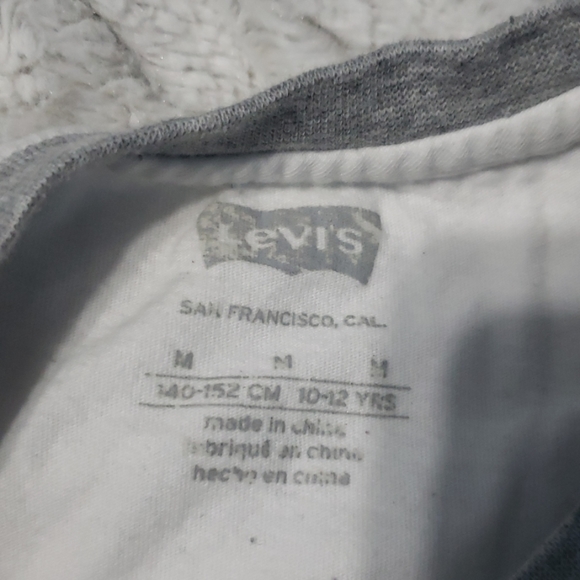 Levi's
SAN FRANCISCO, CAL.
M M M
140-152 CM 10-12 YRS
made in china
fabriqué en chine
hecho en china